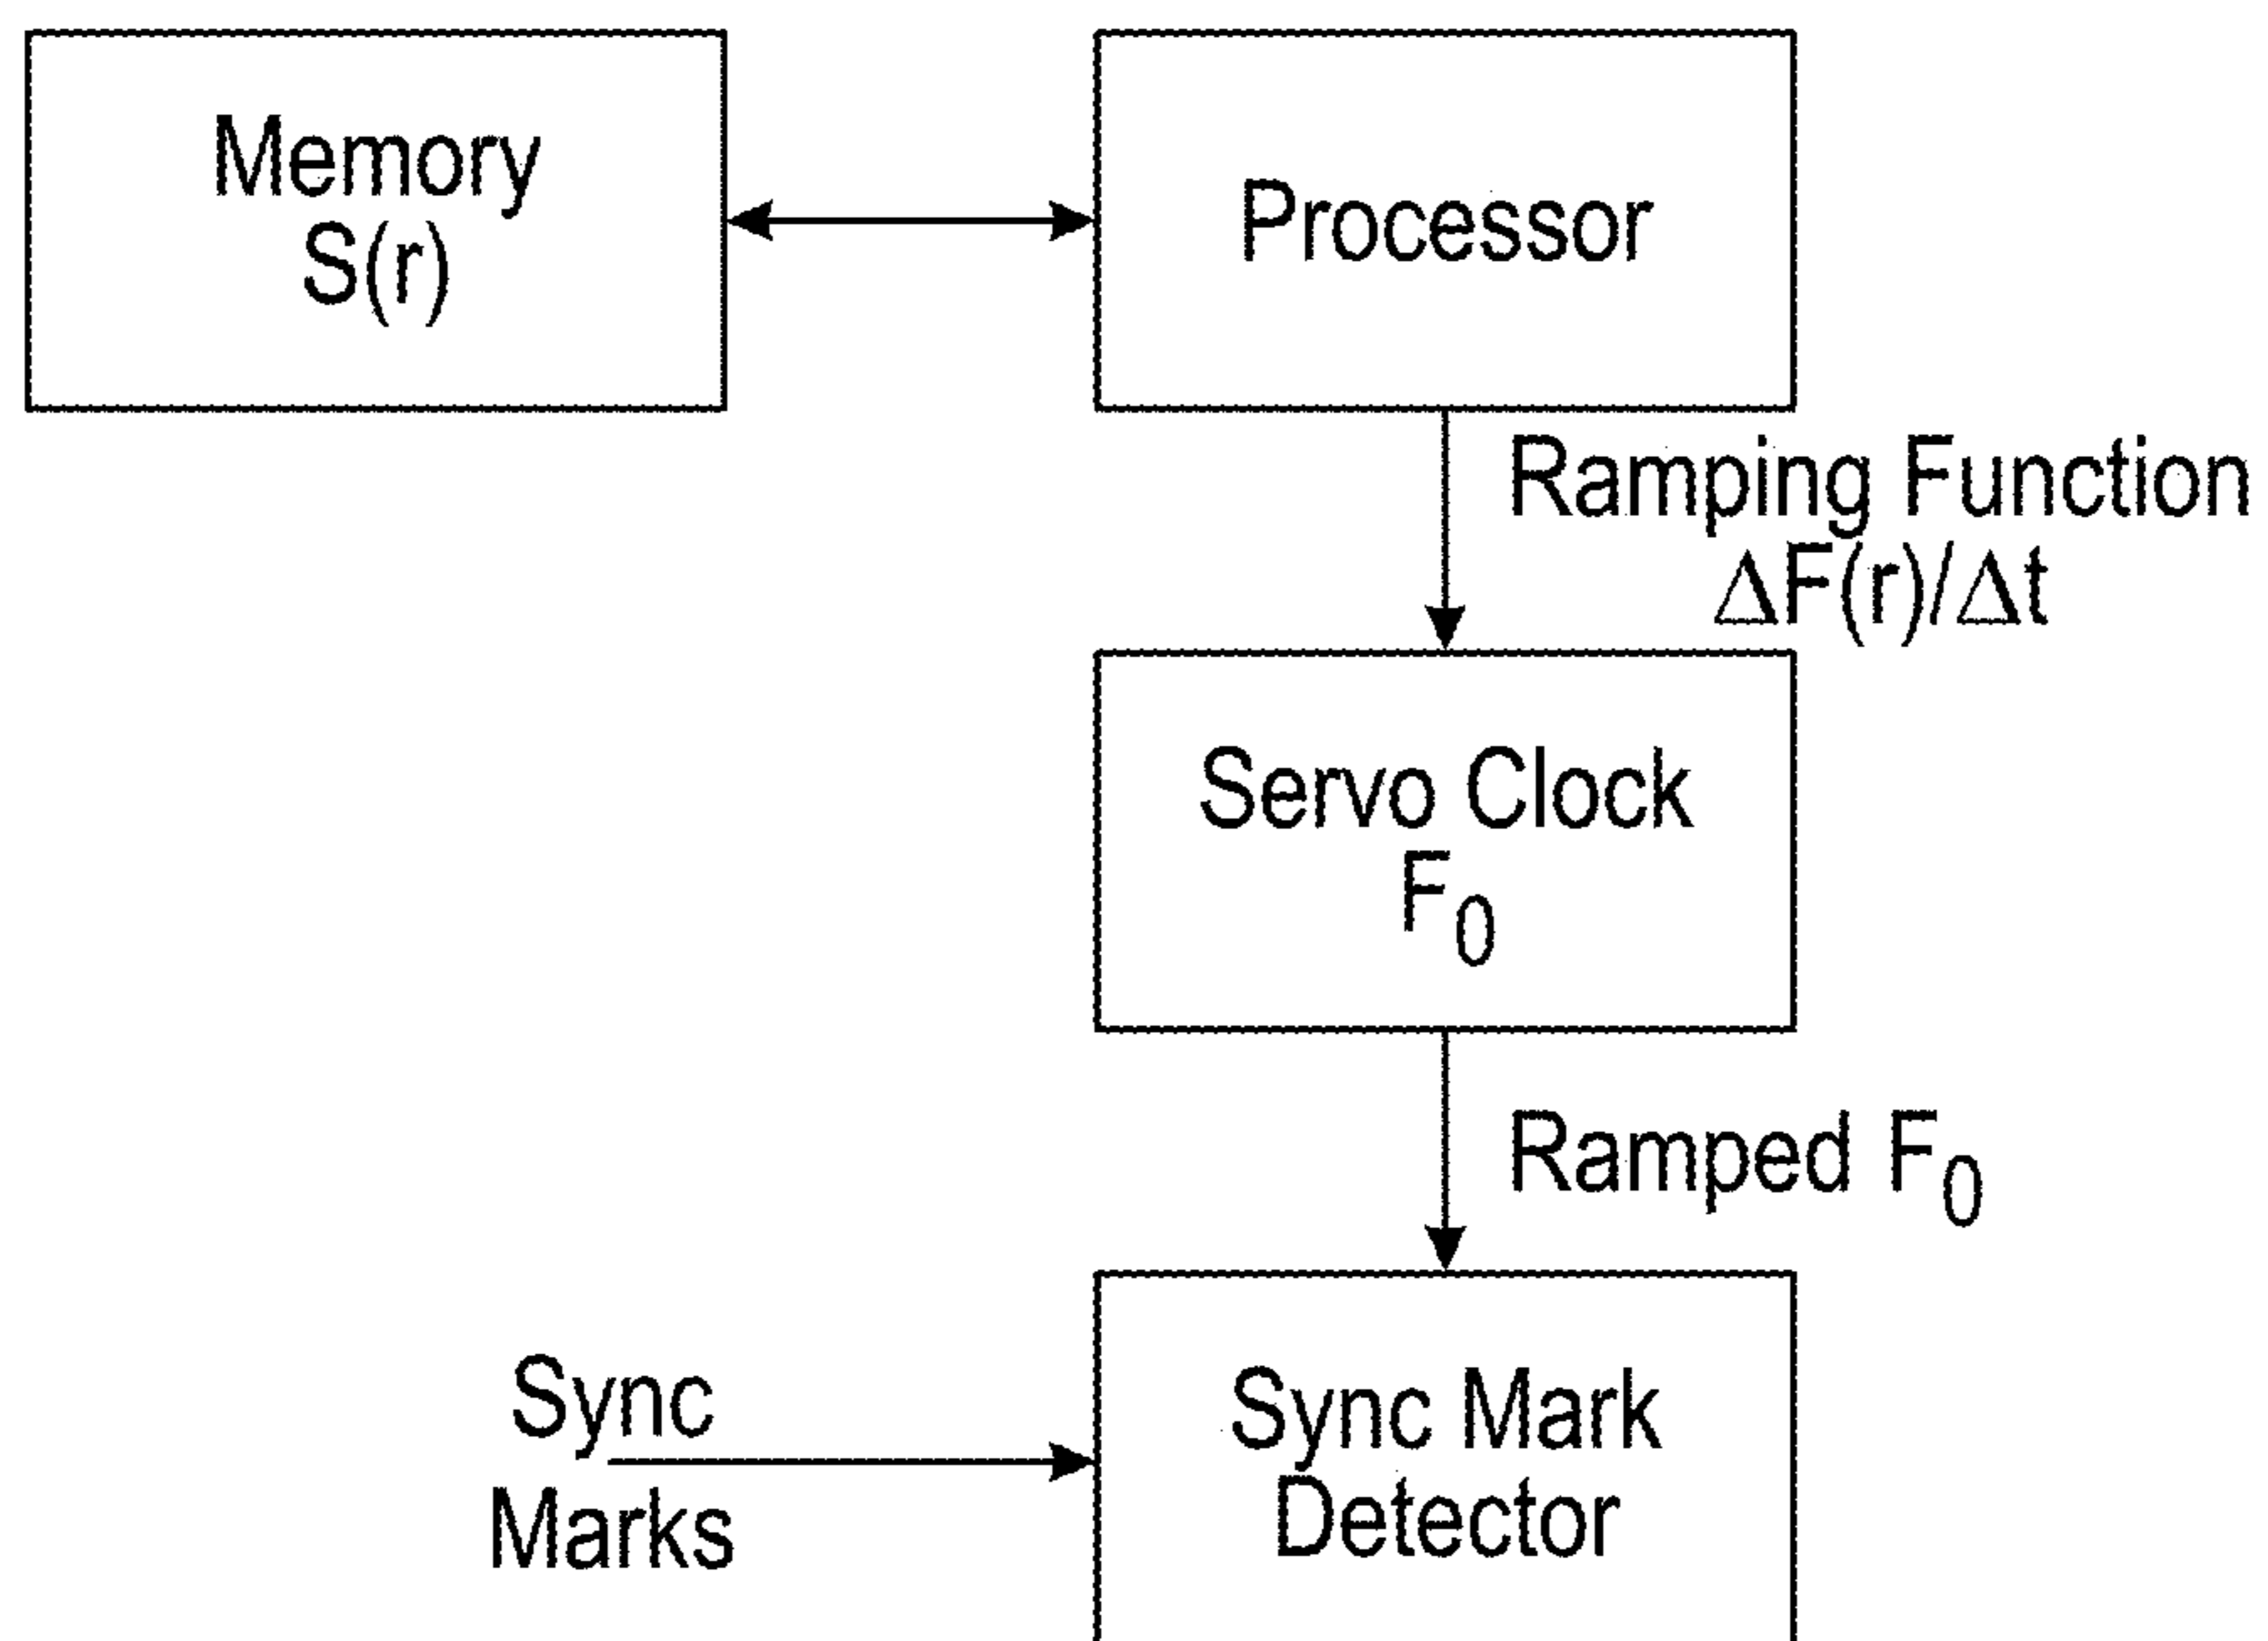 Memory
S(r)
Processor
Ramping Function
ΔF(r)/Δt
Servo Clock
F₀
Ramped F₀
Sync
Marks
Sync Mark
Detector